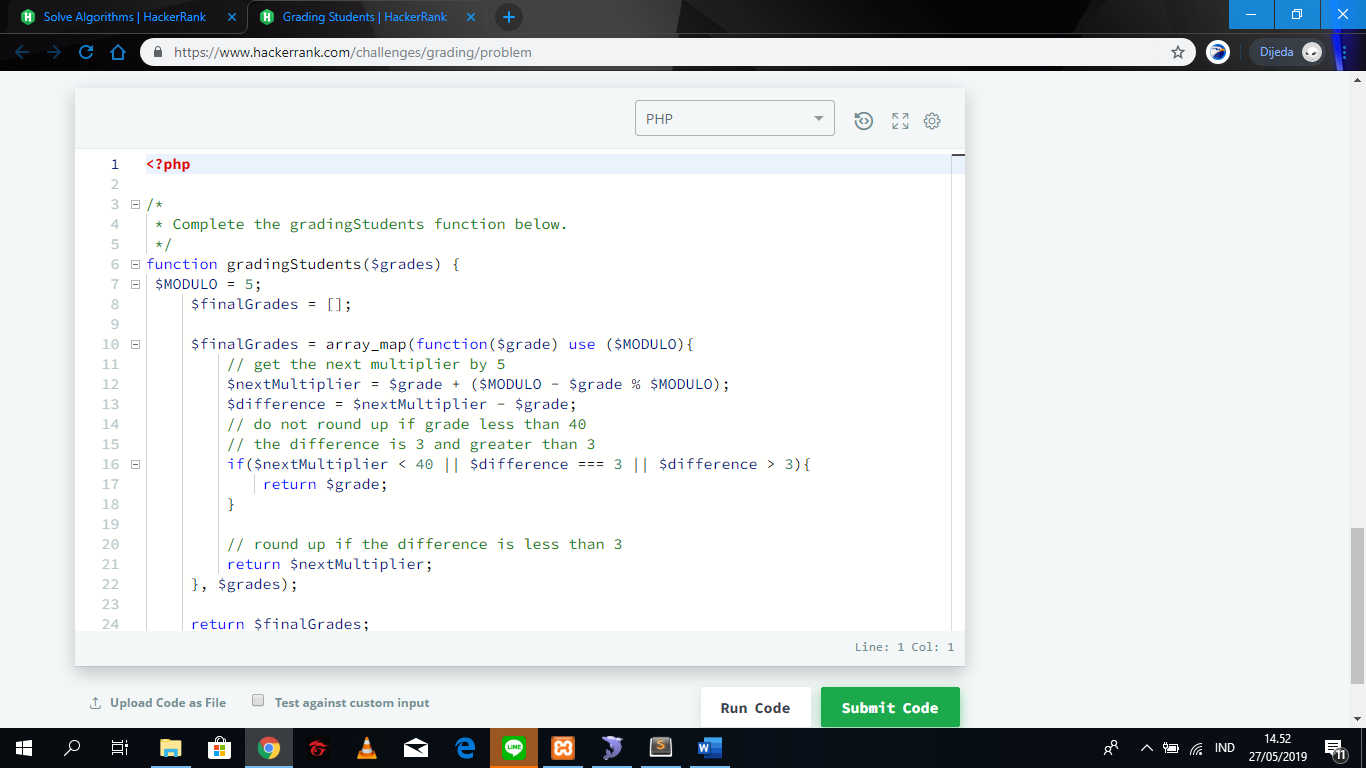 Solve Algorithms | HackerRank
Grading Students | HackerRank
https://www.hackerrank.com/challenges/grading/problem
Dijeda
PHP
1 <?php
2
3 /*
4 * Complete the gradingStudents function below.
5 */
6 function gradingStudents($grades) {
7 $MODULO = 5;
8 $finalGrades = [];
9
10 $finalGrades = array_map(function($grade) use ($MODULO){
11 // get the next multiplier by 5
12 $nextMultiplier = $grade + ($MODULO - $grade % $MODULO);
13 $difference = $nextMultiplier - $grade;
14 // do not round up if grade less than 40
15 // the difference is 3 and greater than 3
16 if($nextMultiplier < 40 || $difference === 3 || $difference > 3){
17 return $grade;
18 }
19
20 // round up if the difference is less than 3
21 return $nextMultiplier;
22 }, $grades);
23
24 return $finalGrades;
Line: 1 Col: 1
Upload Code as File
Test against custom input
Run Code
Submit Code
LINE
IND
14.52
27/05/2019
11